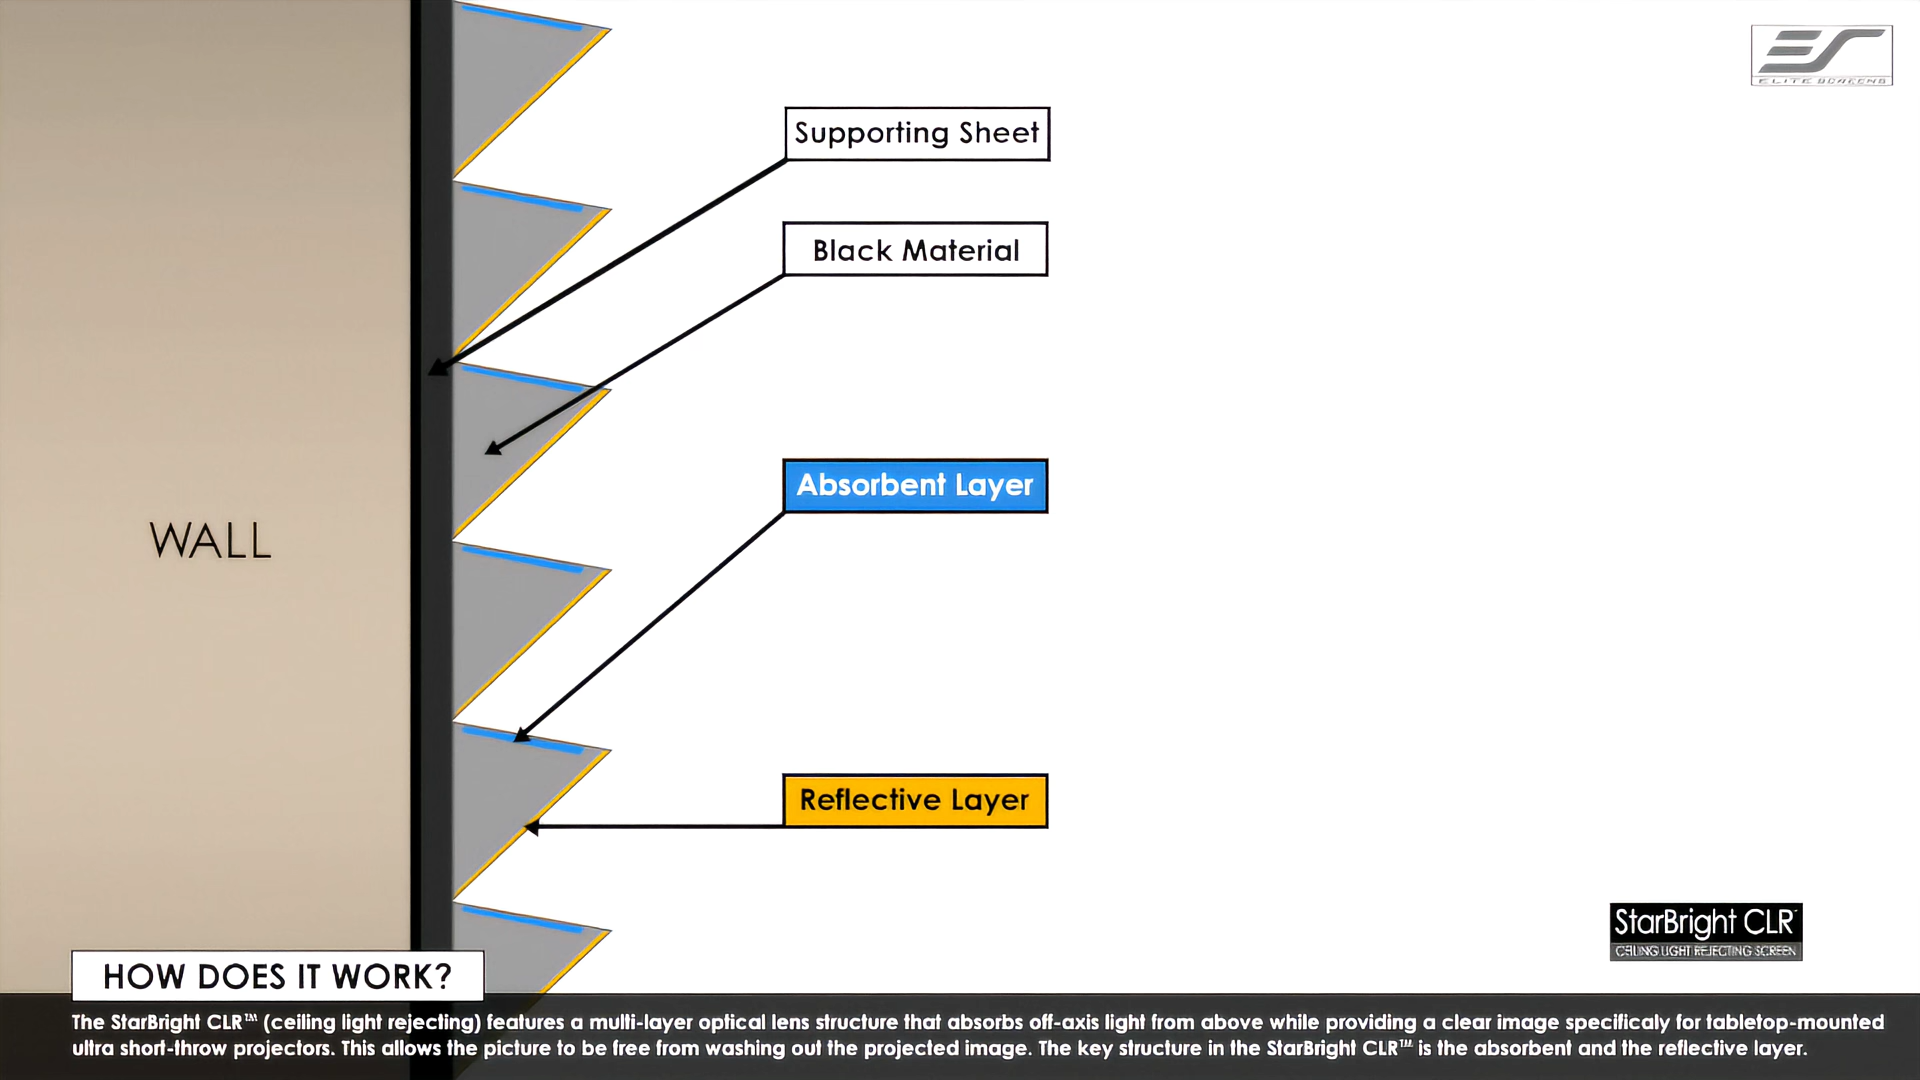 ELITE SCREENS
Supporting Sheet
Black Material
Absorbent Layer
WALL
Reflective Layer
StarBright CLR™
CEILING LIGHT REJECTING SCREEN
HOW DOES IT WORK?
The StarBright CLR™ (ceiling light rejecting) features a multi-layer optical lens structure that absorbs off-axis light from above while providing a clear image specificaly for tabletop-mounted
ultra short-throw projectors. This allows the picture to be free from washing out the projected image. The key structure in the StarBright CLR™ is the absorbent and the reflective layer.